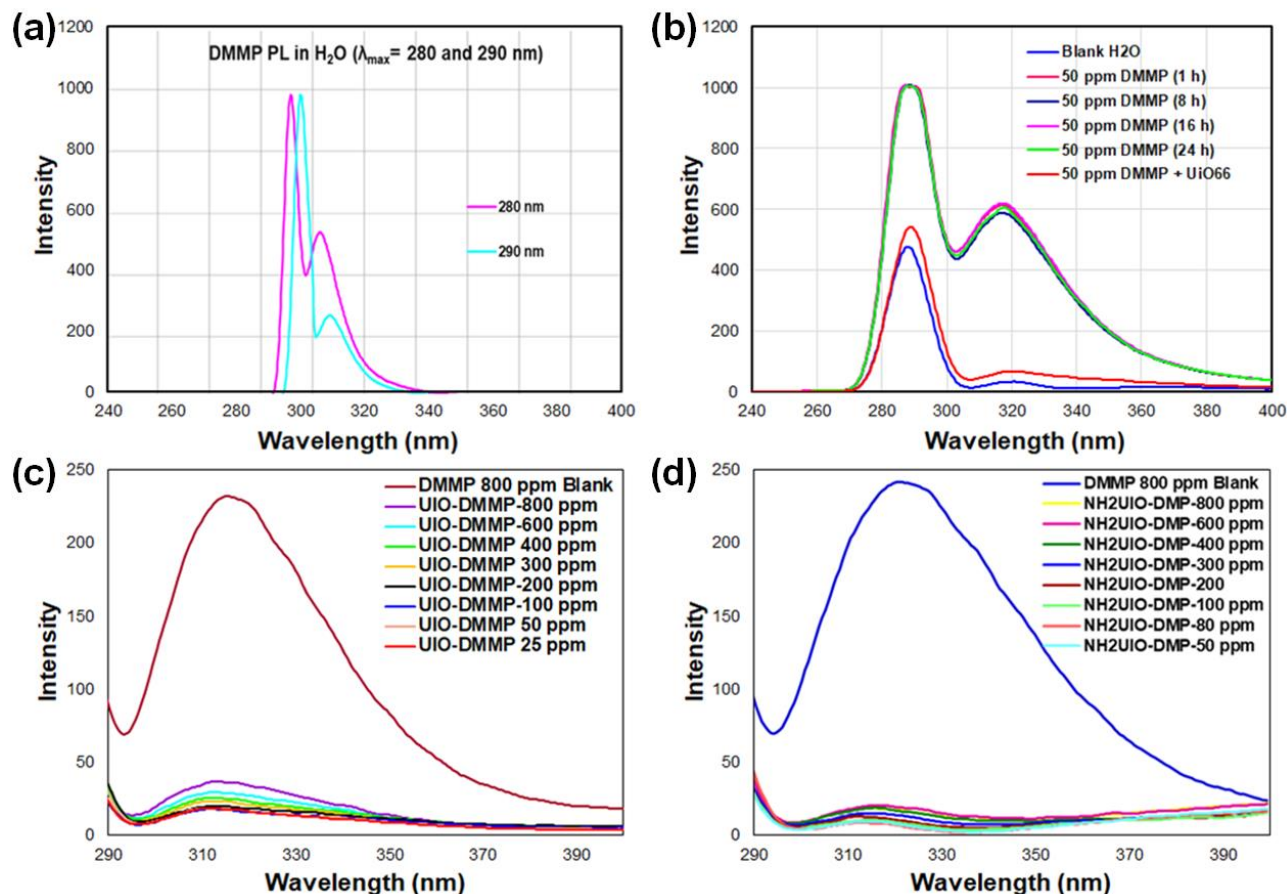 (a)
DMMP PL in H₂O (λmax= 280 and 290 nm)
280 nm
290 nm
1200
1000
800
600
400
200
0
240 260 280 300 320 340 360 380 400
Intensity
Wavelength (nm)
(b)
Blank H2O
50 ppm DMMP (1 h)
50 ppm DMMP (8 h)
50 ppm DMMP (16 h)
50 ppm DMMP (24 h)
50 ppm DMMP + UiO66
1200
1000
800
600
400
200
0
240 260 280 300 320 340 360 380 400
Intensity
Wavelength (nm)
(c)
DMMP 800 ppm Blank
UIO-DMMP-800 ppm
UIO-DMMP-600 ppm
UIO-DMMP 400 ppm
UIO-DMMP 300 ppm
UIO-DMMP-200 ppm
UIO-DMMP-100 ppm
UIO-DMMP 50 ppm
UIO-DMMP 25 ppm
250
200
150
100
50
0
290 310 330 350 370 390
Intensity
Wavelength (nm)
(d)
DMMP 800 ppm Blank
NH2UIO-DMP-800 ppm
NH2UIO-DMP-600 ppm
NH2UIO-DMP-400 ppm
NH2UIO-DMP-300 ppm
NH2UIO-DMP-200
NH2UIO-DMP-100 ppm
NH2UIO-DMP-80 ppm
NH2UIO-DMP-50 ppm
250
200
150
100
50
0
290 310 330 350 370 390
Intensity
Wavelength (nm)